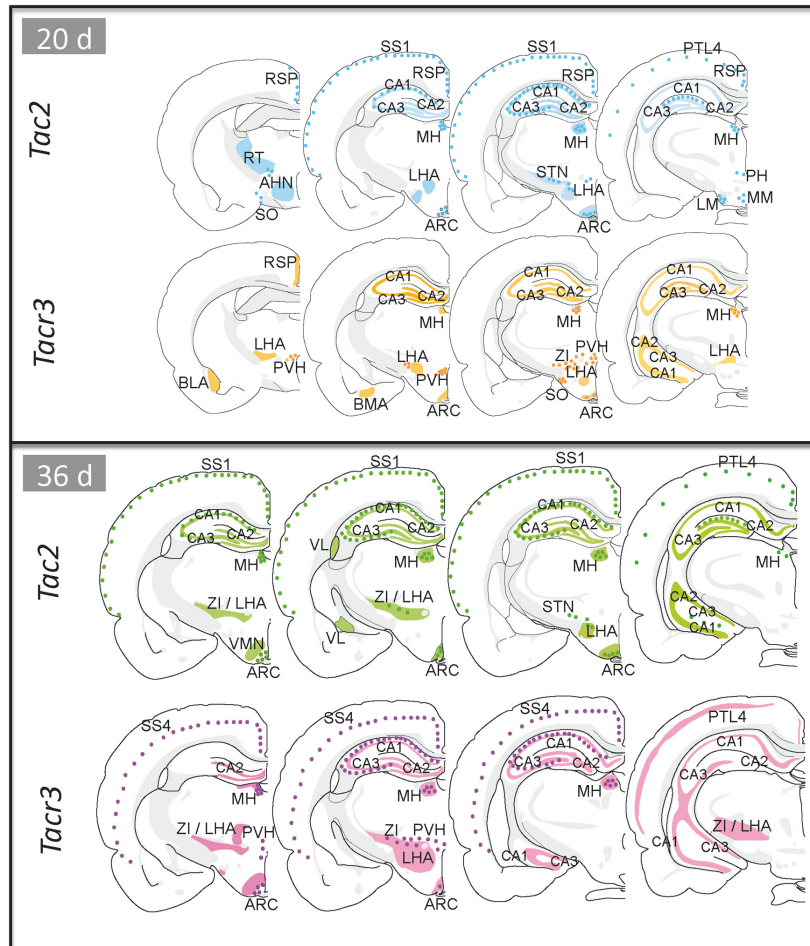 20 d
Tac2
SS1 SS1 PTL4
RSP RSP RSP RSP
CA1 CA1 CA1
CA3 CA2 CA3 CA2 CA3 CA2
MH MH MH
RT LHA STN PH
AHN LHA MM
SO ARC ARC LM
Tacr3
RSP CA1 CA1 CA1
CA3 CA2 CA3 CA2 CA3 CA2
MH MH MH
LHA LHA ZI PVH CA2 LHA
PVH PVH LHA CA3
BLA BMA ARC SO ARC CA1
36 d
Tac2
SS1 SS1 SS1 PTL4
CA1 CA1 CA1 CA1
CA3 CA2 VL CA3 CA2 CA3 CA2 CA3 CA2
MH MH MH MH
ZI / LHA ZI / LHA STN CA2
VMN VL LHA CA3
ARC ARC ARC CA1
Tacr3
SS4 SS4 SS4 PTL4
CA2 CA1 CA1 CA1
CA3 CA2 CA3 CA2 CA3 CA2
MH MH MH
ZI / LHA PVH ZI PVH ZI / LHA
LHA CA1 CA3 CA1 CA3
ARC ARC